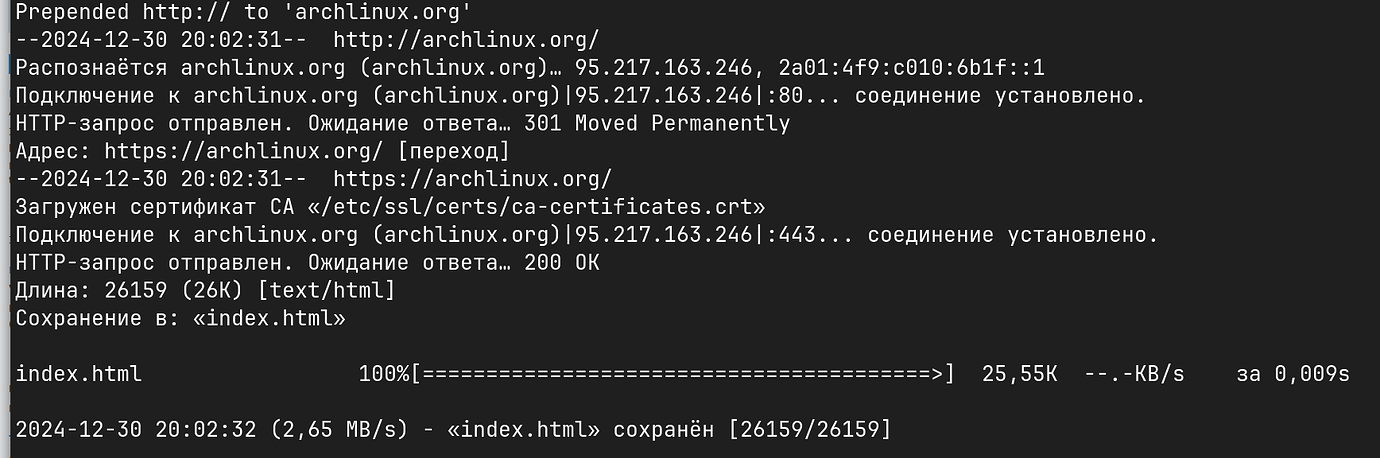 Prepended http:// to 'archlinux.org'
--2024-12-30 20:02:31--  http://archlinux.org/
Распознаётся archlinux.org (archlinux.org)… 95.217.163.246, 2a01:4f9:c010:6b1f::1
Подключение к archlinux.org (archlinux.org)|95.217.163.246|:80... соединение установлено.
HTTP-запрос отправлен. Ожидание ответа… 301 Moved Permanently
Адрес: https://archlinux.org/ [переход]
--2024-12-30 20:02:31--  https://archlinux.org/
Загружен сертификат CA «/etc/ssl/certs/ca-certificates.crt»
Подключение к archlinux.org (archlinux.org)|95.217.163.246|:443... соединение установлено.
HTTP-запрос отправлен. Ожидание ответа… 200 OK
Длина: 26159 (26K) [text/html]
Сохранение в: «index.html»
index.html                 100%[========================================>]  25,55K  --.-KB/s    за 0,009s
2024-12-30 20:02:32 (2,65 MB/s) - «index.html» сохранён [26159/26159]